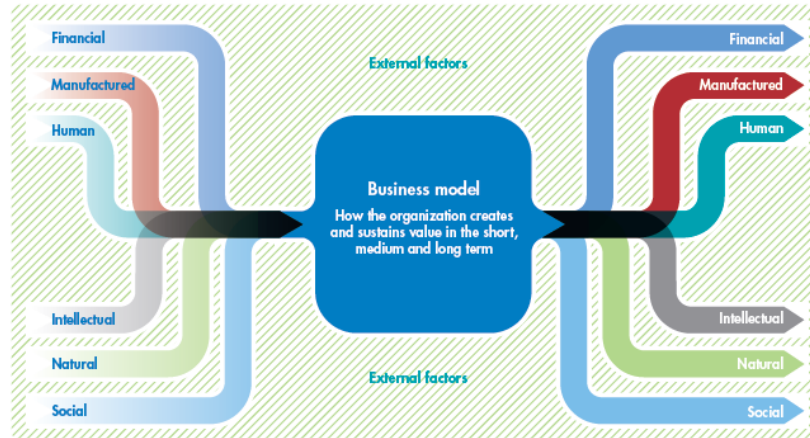 Financial
Manufactured
Human
Intellectual
Natural
Social
External factors
Business model
How the organization creates
and sustains value in the short,
medium and long term
External factors
Financial
Manufactured
Human
Intellectual
Natural
Social